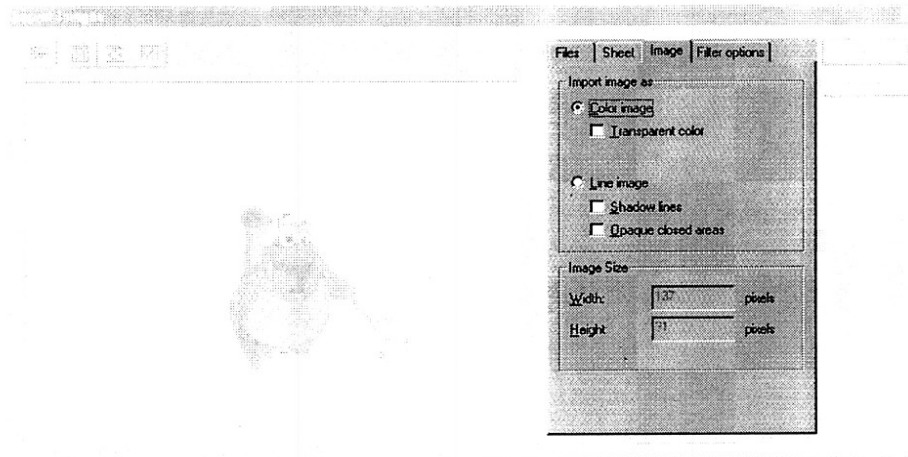 Files Sheet Image Filter options
Import image as
Color image
Transparent color
Line image
Shadow lines
Opaque closed areas
Image Size
Width: 137 pixels
Height pixels